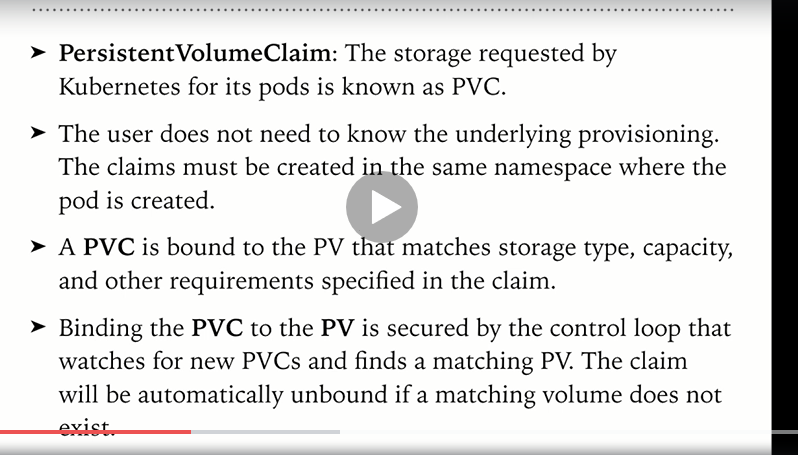 ➤ PersistentVolumeClaim: The storage requested by
Kubernetes for its pods is known as PVC.
➤ The user does not need to know the underlying provisioning.
The claims must be created in the same namespace where the
pod is created.
➤ A PVC is bound to the PV that matches storage type, capacity,
and other requirements specified in the claim.
➤ Binding the PVC to the PV is secured by the control loop that
watches for new PVCs and finds a matching PV. The claim
will be automatically unbound if a matching volume does not
exist.